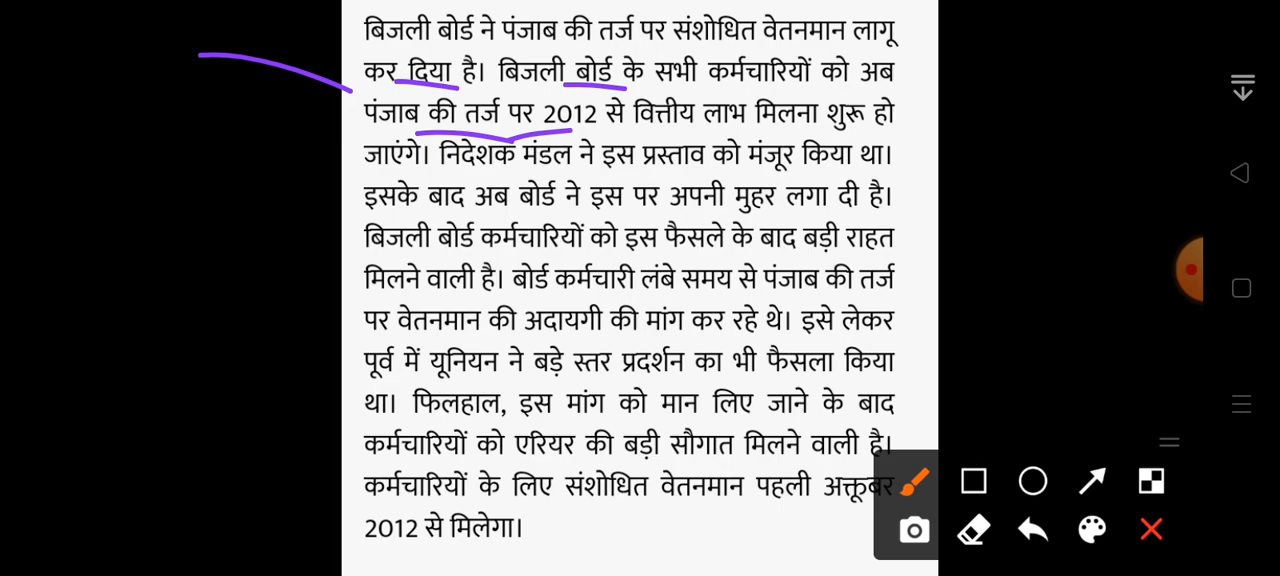 बिजली बोर्ड ने पंजाब की तर्ज पर संशोधित वेतनमान लागू
कर दिया है। बिजली बोर्ड के सभी कर्मचारियों को अब
पंजाब की तर्ज पर 2012 से वित्तीय लाभ मिलना शुरू हो
जाएंगे। निदेशक मंडल ने इस प्रस्ताव को मंजूर किया था।
इसके बाद अब बोर्ड ने इस पर अपनी मुहर लगा दी है।
बिजली बोर्ड कर्मचारियों को इस फैसले के बाद बड़ी राहत
मिलने वाली है। बोर्ड कर्मचारी लंबे समय से पंजाब की तर्ज
पर वेतनमान की अदायगी की मांग कर रहे थे। इसे लेकर
पूर्व में यूनियन ने बड़े स्तर प्रदर्शन का भी फैसला किया
था। फिलहाल, इस मांग को मान लिए जाने के बाद
कर्मचारियों को एरियर की बड़ी सौगात मिलने वाली है।
कर्मचारियों के लिए संशोधित वेतनमान पहली अक्तूबर
2012 से मिलेगा।